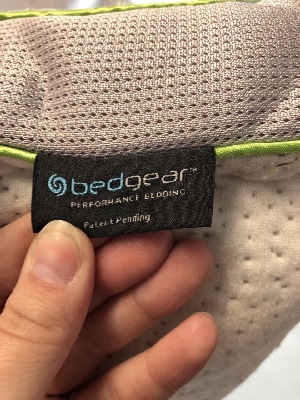 bedgear™
PERFORMANCE BEDDING
Patent Pending